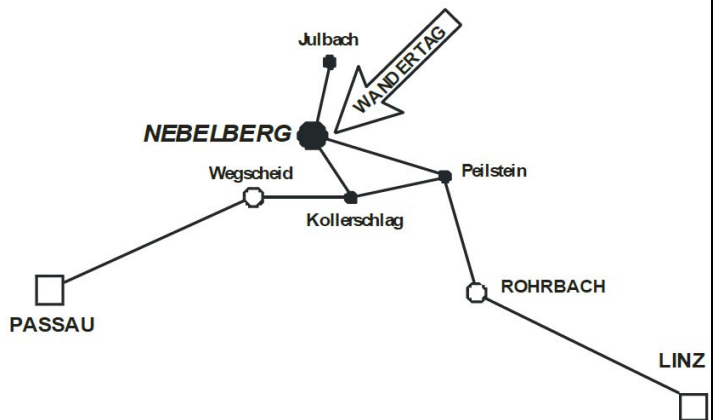 Julbach
WANDERTAG
NEBELBERG
Wegscheid
Peilstein
Kollerschlag
ROHRBACH
PASSAU
LINZ